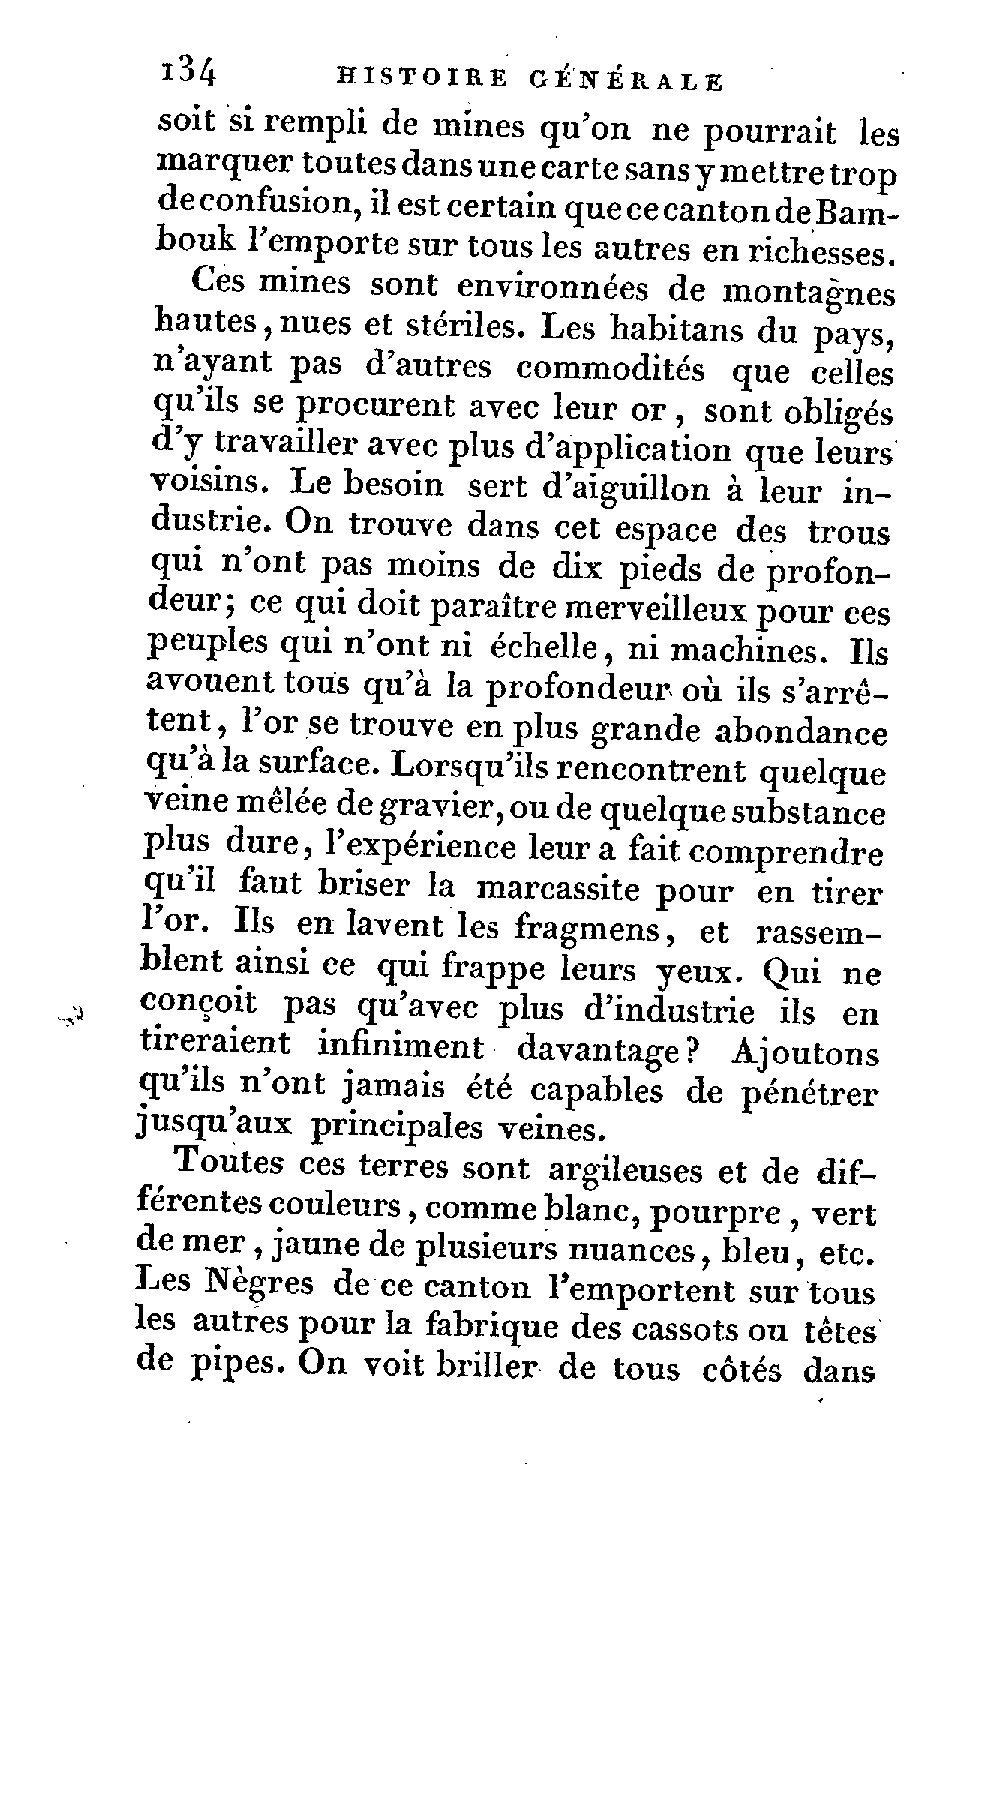 134 HISTOIRE GÉNÉRALE
soit si rempli de mines qu'on ne pourrait les
marquer toutes dans une carte sans y mettre trop
de confusion, il est certain que ce canton de Bam-
bouk l'emporte sur tous les autres en richesses.
Ces mines sont environnées de montagnes
hautes, nues et stériles. Les habitans du pays,
n'ayant pas d'autres commodités que celles
qu'ils se procurent avec leur or, sont obligés
d'y travailler avec plus d'application que leurs
voisins. Le besoin sert d'aiguillon à leur in-
dustrie. On trouve dans cet espace des trous
qui n'ont pas moins de dix pieds de profon-
deur; ce qui doit paraître merveilleux pour ces
peuples qui n'ont ni échelle, ni machines. Ils
avouent tous qu'à la profondeur où ils s'arrê-
tent, l'or se trouve en plus grande abondance
qu'à la surface. Lorsqu'ils rencontrent quelque
veine mêlée de gravier, ou de quelque substance
plus dure, l'expérience leur a fait comprendre
qu'il faut briser la marcassite pour en tirer
l'or. Ils en lavent les fragmens, et rassem-
blent ainsi ce qui frappe leurs yeux. Qui ne
conçoit pas qu'avec plus d'industrie ils en
tireraient infiniment davantage? Ajoutons
qu'ils n'ont jamais été capables de pénétrer
jusqu'aux principales veines.
Toutes ces terres sont argileuses et de dif-
férentes couleurs, comme blanc, pourpre, vert
de mer, jaune de plusieurs nuances, bleu, etc.
Les Nègres de ce canton l'emportent sur tous
les autres pour la fabrique des cassots ou têtes
de pipes. On voit briller de tous côtés dans